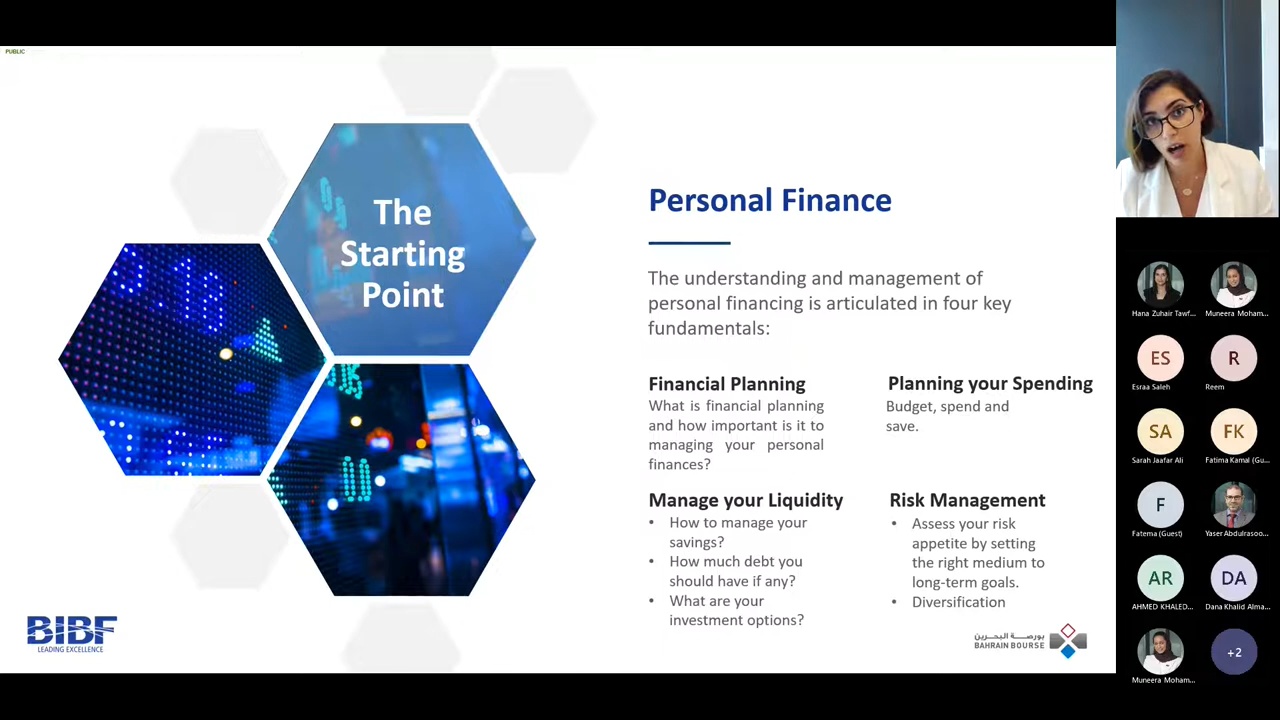 PUBLIC
The
Starting
Point
Personal Finance
The understanding and management of
personal financing is articulated in four key
fundamentals:
Financial Planning
What is financial planning
and how important is it to
managing your personal
finances?
Planning your Spending
Budget, spend and
save.
Manage your Liquidity
• How to manage your
savings?
• How much debt you
should have if any?
• What are your
investment options?
Risk Management
• Assess your risk
appetite by setting
the right medium to
long-term goals.
• Diversification
BIBF
LEADING EXCELLENCE
بورصة البحرين
BAHRAIN BOURSE
Hana Zuhair Tawf...
Muneera Moham...
ES
Esraa Saleh
R
Reem
SA
Sarah Jaafar Ali
FK
Fatima Kamal (Gu...
F
Fatema (Guest)
Yaser Abdulrasoo...
AR
AHMED KHALED...
DA
Dana Khalid Alma...
Muneera Moham...
+2